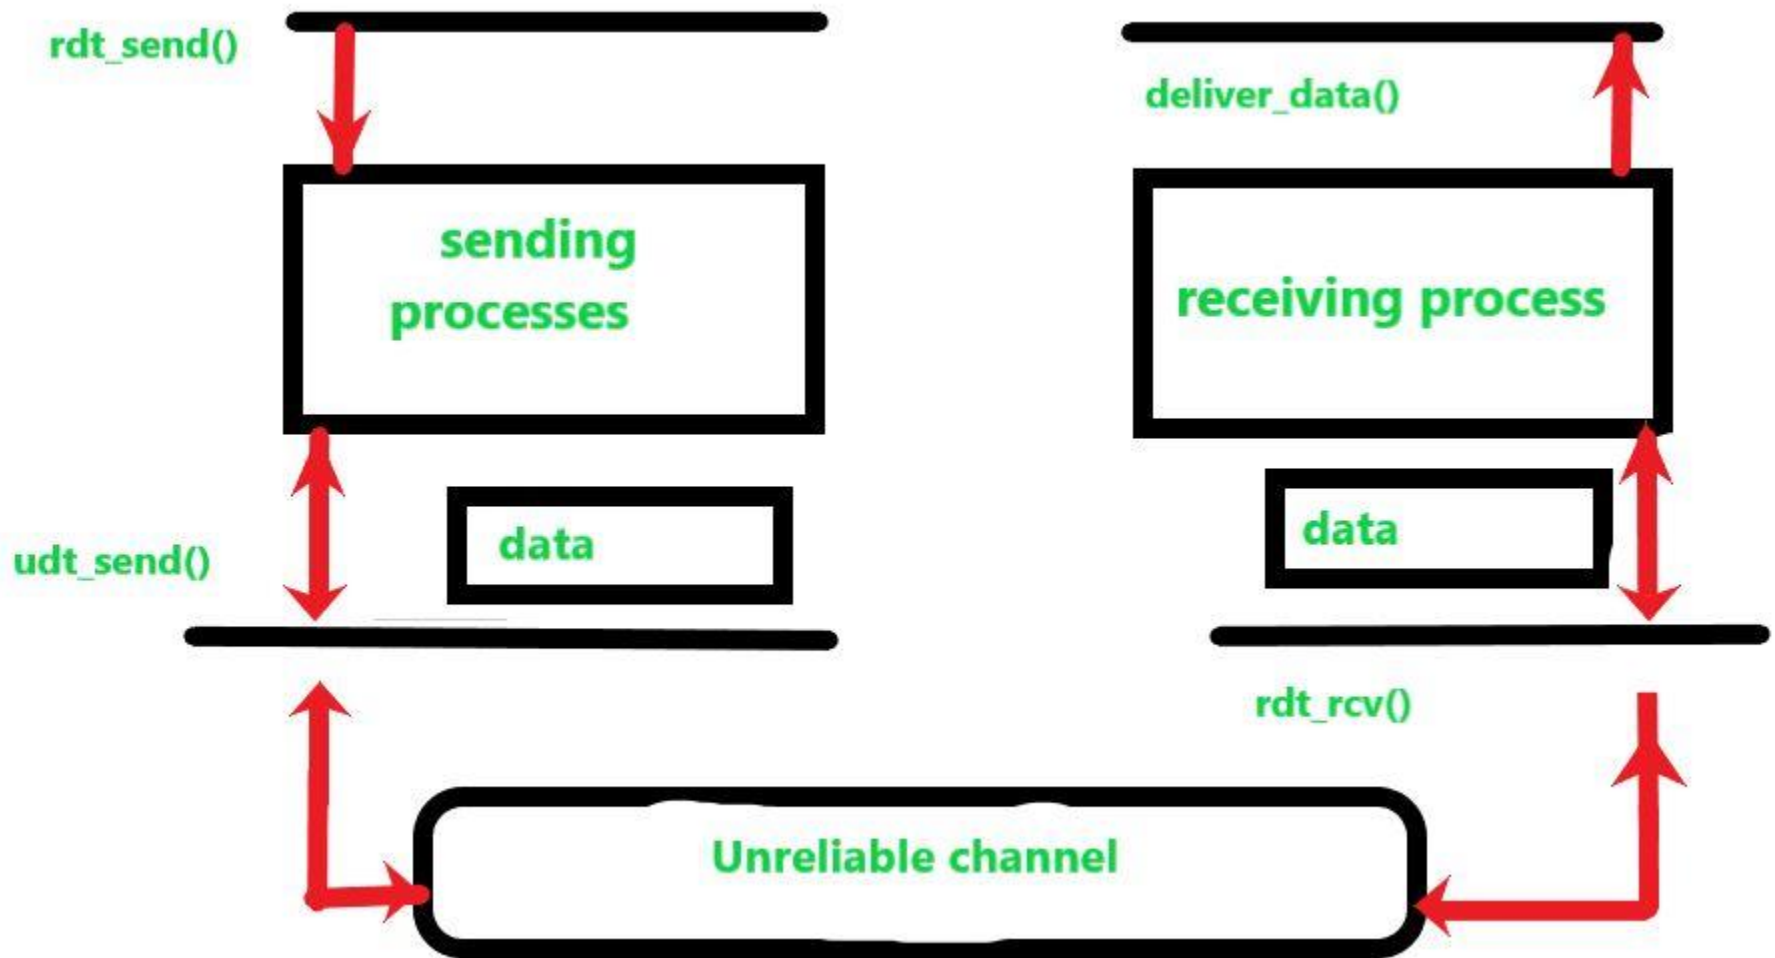 rdt_send()
deliver_data()
sending
processes
receiving process
data
data
udt_send()
rdt_rcv()
Unreliable channel